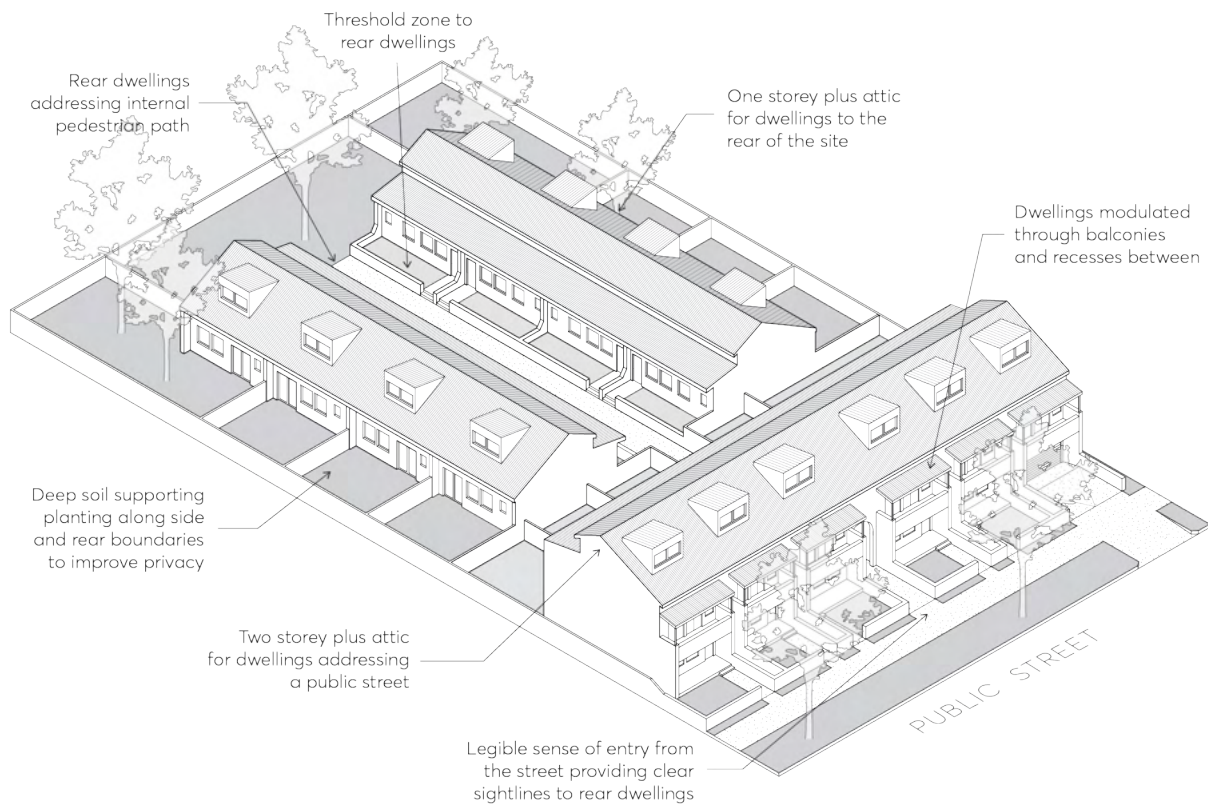 Threshold zone to
rear dwellings
Rear dwellings
addressing internal
pedestrian path
One storey plus attic
for dwellings to the
rear of the site
Dwellings modulated
through balconies
and recesses between
Deep soil supporting
planting along side
and rear boundaries
to improve privacy
Two storey plus attic
for dwellings addressing
a public street
PUBLIC STREET
Legible sense of entry from
the street providing clear
sightlines to rear dwellings